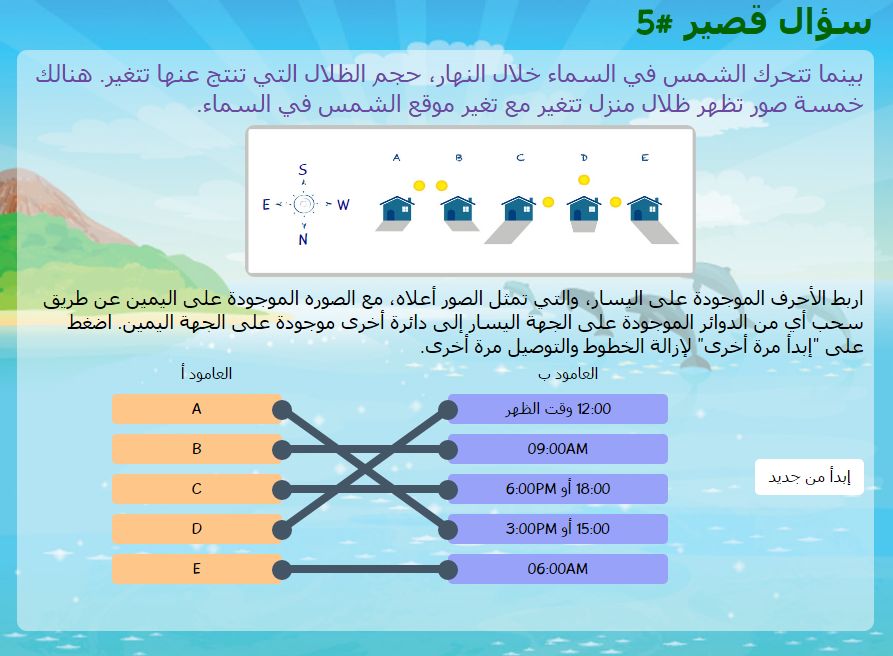 سؤال قصير #5
بينما تتحرك الشمس في السماء خلال النهار، حجم الظلال التي تنتج عنها تتغير. هنالك
خمسة صور تظهر ظلال منزل تتغير مع تغير موقع الشمس في السماء.
A B C D E
S
E W
N
اربط الأجرف الموجودة على اليسار، والتي تمثل الصور أعلاه، مع الصوره الموجودة على اليمين عن طريق
سحب أي من الدوائر الموجودة على الجهة اليسار إلى دائرة أخرى موجودة على الجهة اليمين. اضغط
على "إبدأ مرة أخرى" لإزالة الخطوط والتوصيل مرة أخرى.
العامود أ
العامود ب
A
12:00 وقت الظهر
B
09:00AM
C
18:00 أو 6:00PM
D
15:00 أو 3:00PM
E
06:00AM
إبدأ من جديد